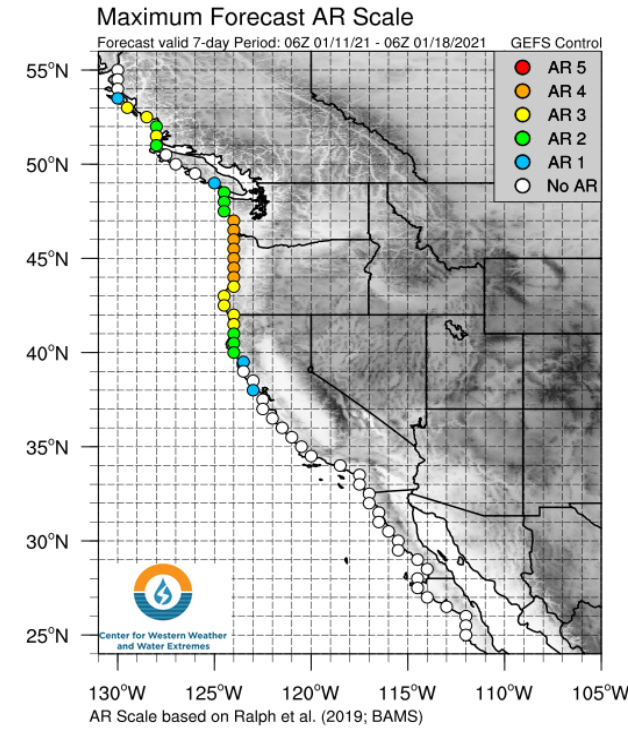 Maximum Forecast AR Scale
Forecast valid 7-day Period: 06Z 01/11/21 - 06Z 01/18/2021 GEFS Control
AR 5
AR 4
AR 3
AR 2
AR 1
No AR
55°N
50°N
45°N
40°N
35°N
30°N
25°N
Center for Western Weather
and Water Extremes
130°W 125°W 120°W 115°W 110°W 105°W
AR Scale based on Ralph et al. (2019; BAMS)